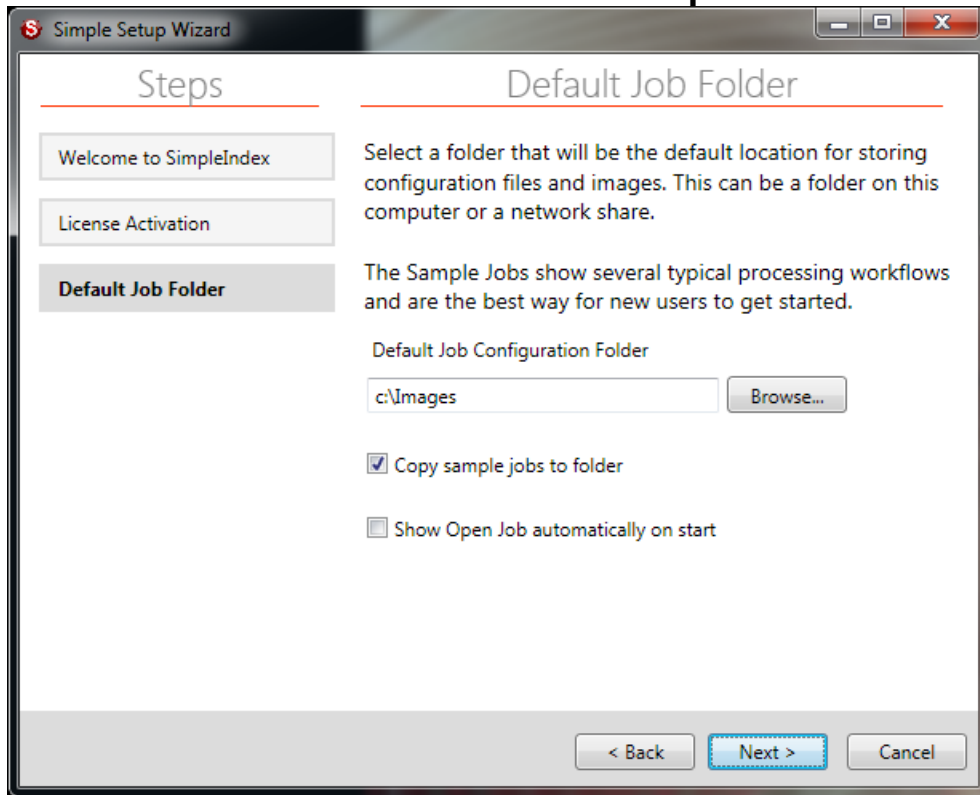 Simple Setup Wizard
Steps
Welcome to SimpleIndex
License Activation
Default Job Folder
Default Job Folder
Select a folder that will be the default location for storing
configuration files and images. This can be a folder on this
computer or a network share.
The Sample Jobs show several typical processing workflows
and are the best way for new users to get started.
Default Job Configuration Folder
c:\Images
Browse...
Copy sample jobs to folder
Show Open Job automatically on start
< Back
Next >
Cancel